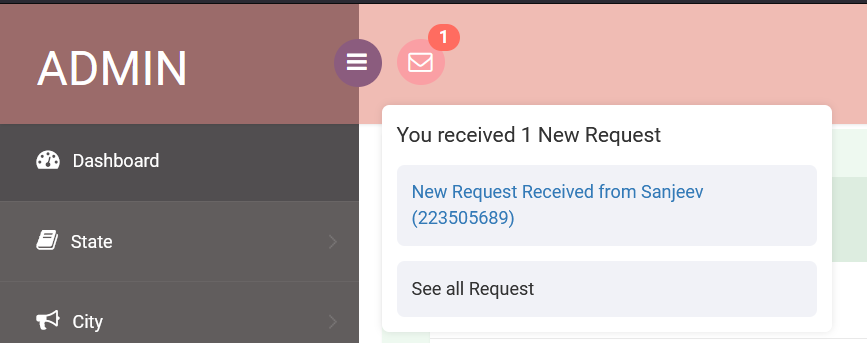 ADMIN
1
You received 1 New Request
Dashboard
New Request Received from Sanjeev
(223505689)
State
See all Request
City